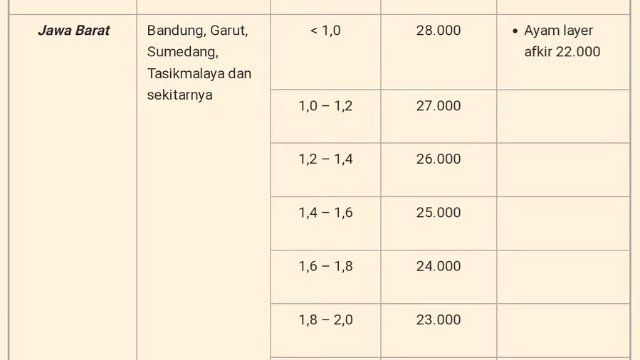 Jawa Barat
Bandung, Garut,
Sumedang,
Tasikmalaya dan
sekitarnya
< 1,0
28.000
• Ayam layer
afkir 22.000
1,0 – 1,2
27.000
1,2 – 1,4
26.000
1,4 – 1,6
25.000
1,6 – 1,8
24.000
1,8 – 2,0
23.000